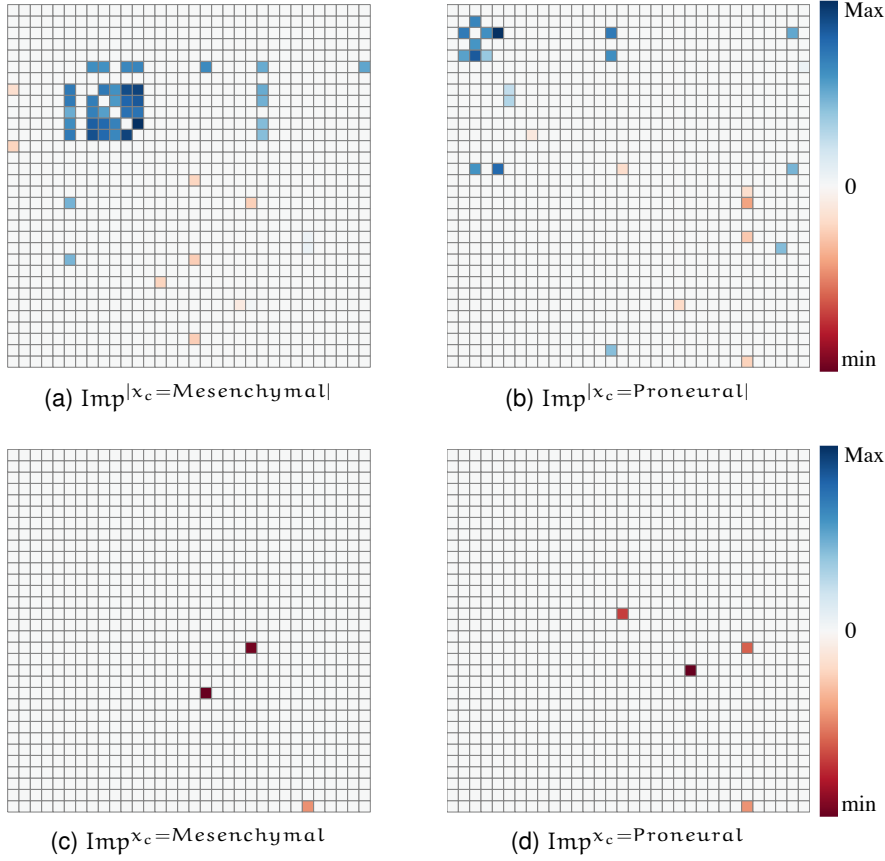 Max
0
min
(a) Imp|xc=Mesenchymal|
(b) Imp|xc=Proneural|
Max
0
min
(c) Impxc=Mesenchymal
(d) Impxc=Proneural